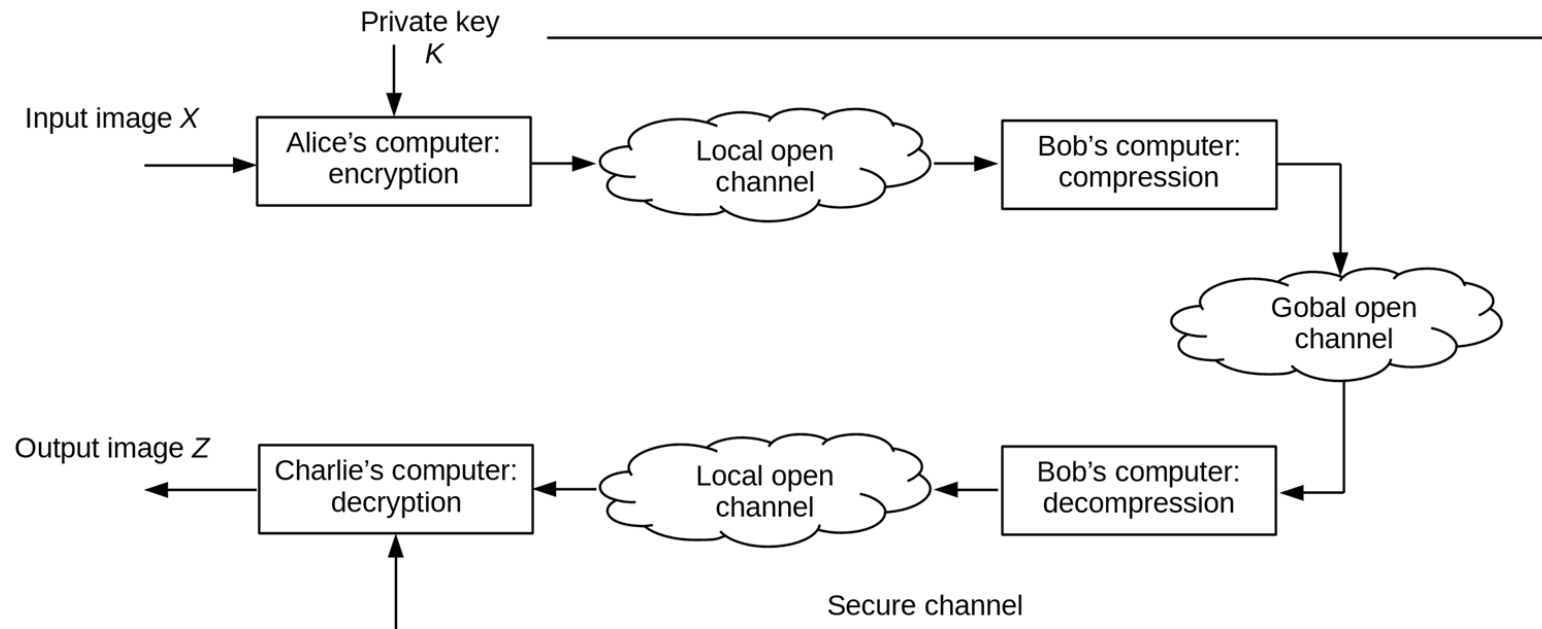 Private key
K
Input image X
Alice’s computer:
encryption
Local open
channel
Bob’s computer:
compression
Gobal open
channel
Output image Z
Charlie’s computer:
decryption
Local open
channel
Bob’s computer:
decompression
Secure channel